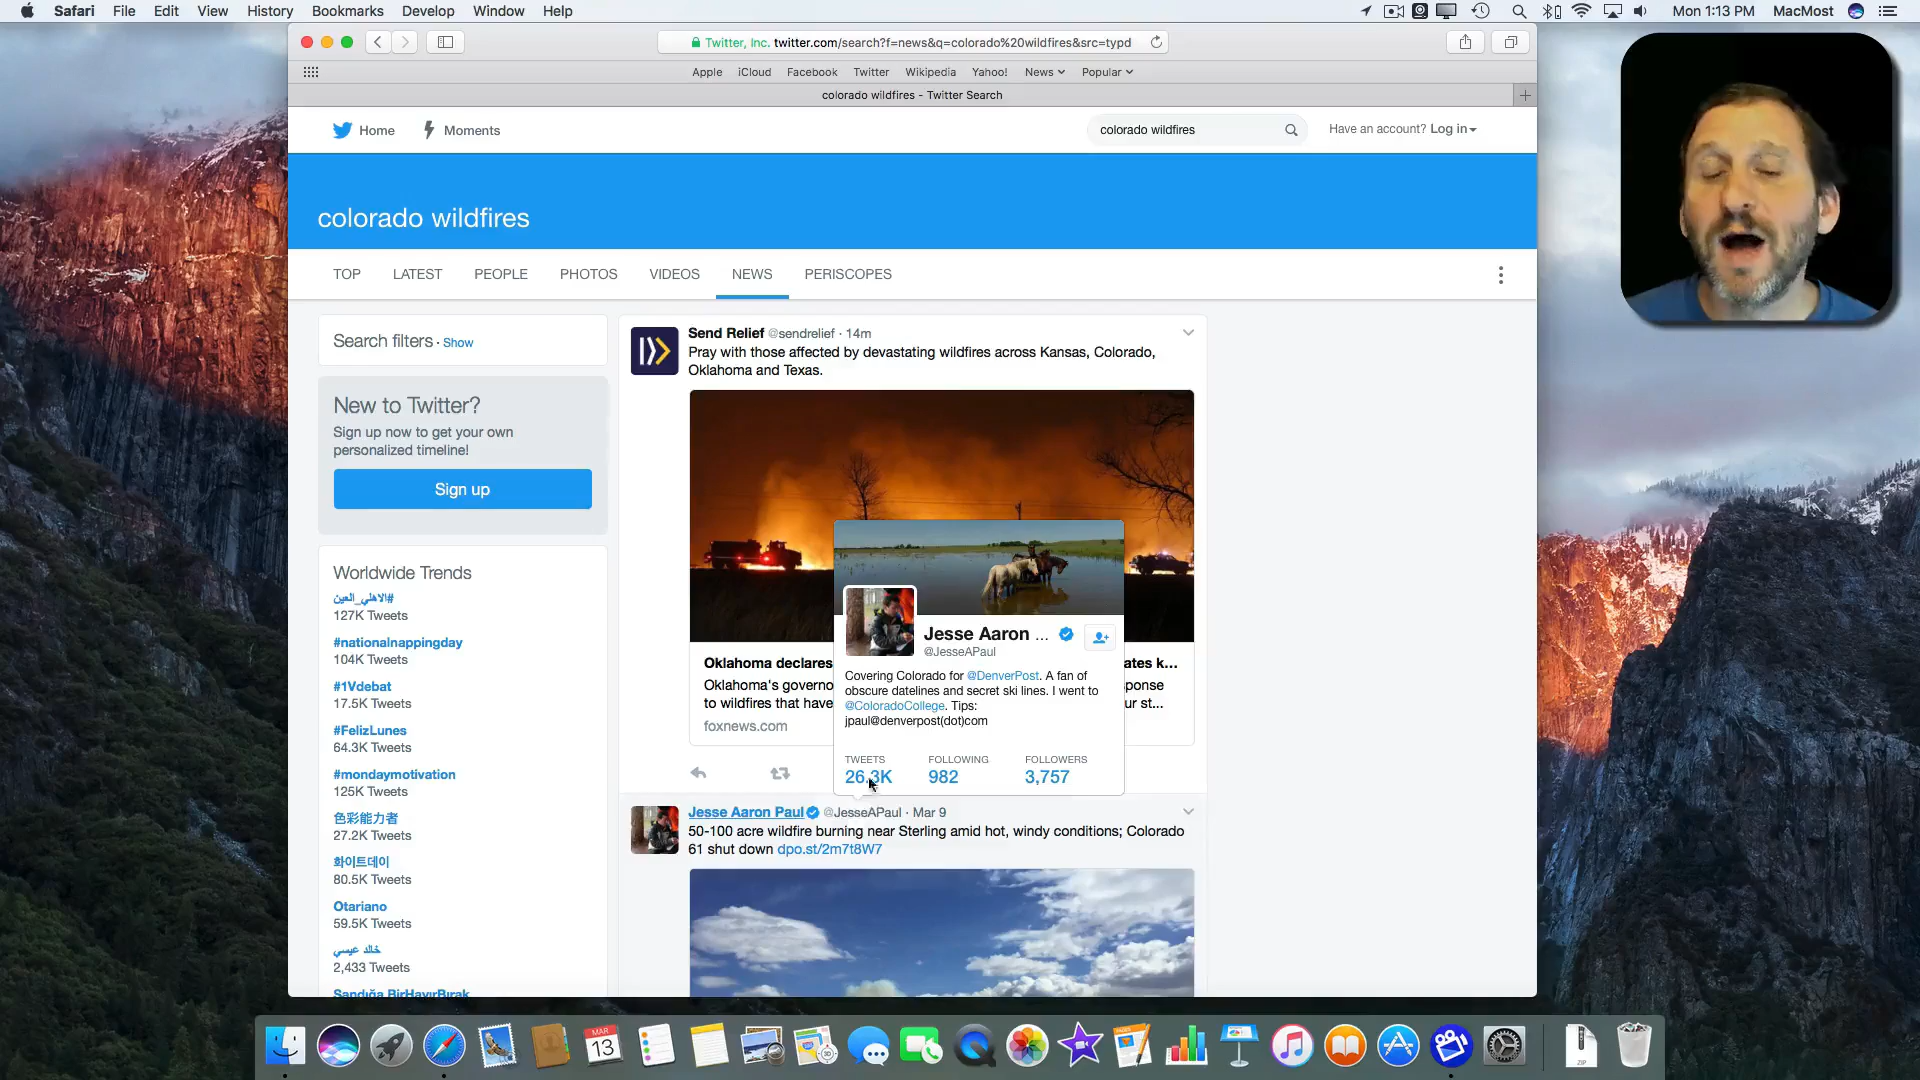 Safari File Edit View History Bookmarks Develop Window Help
Mon 1:13 PM MacMost
Twitter, Inc. twitter.com/search?f=news&q=colorado%20wildfires&src=typd
Apple iCloud Facebook Twitter Wikipedia Yahoo! News Popular
colorado wildfires - Twitter Search
Home Moments
colorado wildfires
Have an account? Log in
colorado wildfires
TOP LATEST PEOPLE PHOTOS VIDEOS NEWS PERISCOPES
Search filters · Show
New to Twitter?
Sign up now to get your own
personalized timeline!
Sign up
Worldwide Trends
#الاهلي_العين
127K Tweets
#nationalnappingday
104K Tweets
#1Vdebat
17.5K Tweets
#FelizLunes
64.3K Tweets
#mondaymotivation
125K Tweets
色彩能力者
27.2K Tweets
화이트데이
80.5K Tweets
Otariano
59.5K Tweets
خالد عيسي
2,433 Tweets
Sandığa BirHayırBırak
Send Relief @sendrelief · 14m
Pray with those affected by devastating wildfires across Kansas, Colorado,
Oklahoma and Texas.
Oklahoma declares
ates k...
Oklahoma's governo
ponse
to wildfires that have
ur st...
foxnews.com
Jesse Aaron ...
@JesseAPaul
Covering Colorado for @DenverPost. A fan of
obscure datelines and secret ski lines. I went to
@ColoradoCollege. Tips:
jpaul@denverpost(dot)com
TWEETS FOLLOWING FOLLOWERS
26.3K 982 3,757
Jesse Aaron Paul @JesseAPaul · Mar 9
50-100 acre wildfire burning near Sterling amid hot, windy conditions; Colorado
61 shut down dpo.st/2m7t8W7
MAR
13
ZIP